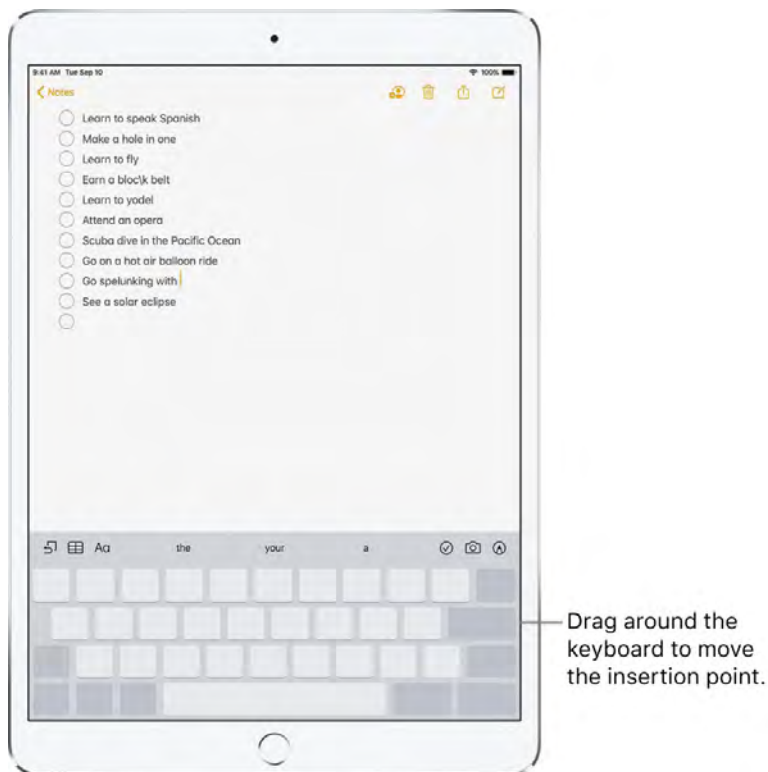 9:41 AM Tue Sep 10
100%
Notes
Learn to speak Spanish
Make a hole in one
Learn to fly
Earn a bloc\k belt
Learn to yodel
Attend an opera
Scuba dive in the Pacific Ocean
Go on a hot air balloon ride
Go spelunking with
See a solar eclipse
Aa the your a
Drag around the
keyboard to move
the insertion point.